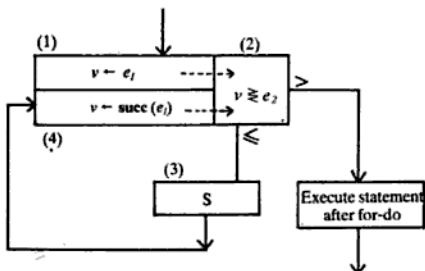 (1)
(2)
v ← e₁
v ⋛ e₂
>
v ← succ (e₁)
(4)
≤
(3)
S
Execute statement
after for-do